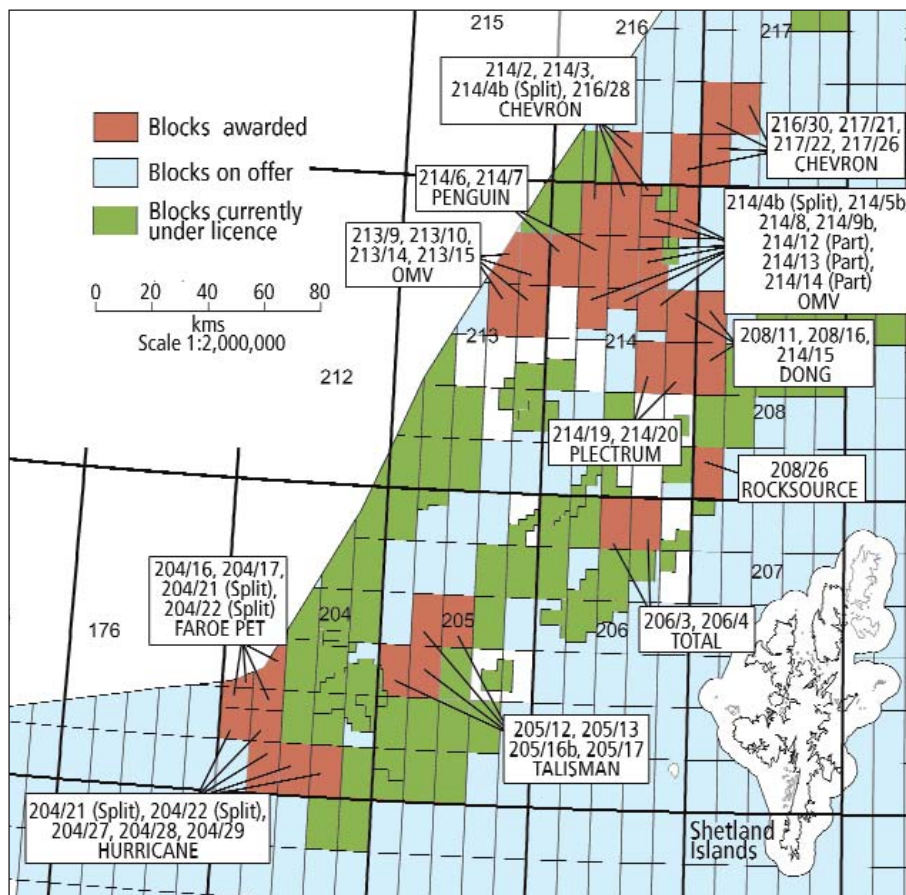 215
216
217
214/2, 214/3,
214/4b (Split), 216/28
CHEVRON
Blocks awarded
Blocks on offer
Blocks currently
under licence
216/30, 217/21,
217/22, 217/26
CHEVRON
214/6, 214/7
PENGUIN
214/4b (Split), 214/5b
214/8, 214/9b,
214/12 (Part),
214/13 (Part),
214/14 (Part)
OMV
213/9, 213/10,
213/14, 213/15
OMV
0 20 40 60 80
kms
Scale 1:2,000,000
213
214
212
208/11, 208/16,
214/15
DONG
208
214/19, 214/20
PLECTRUM
208/26
ROCKSOURCE
204/16, 204/17,
204/21 (Split),
204/22 (Split)
FAROE PET
207
176
204
205
206
206/3, 206/4
TOTAL
205/12, 205/13
205/16b, 205/17
TALISMAN
204/21 (Split), 204/22 (Split),
204/27, 204/28, 204/29
HURRICANE
Shetland
Islands